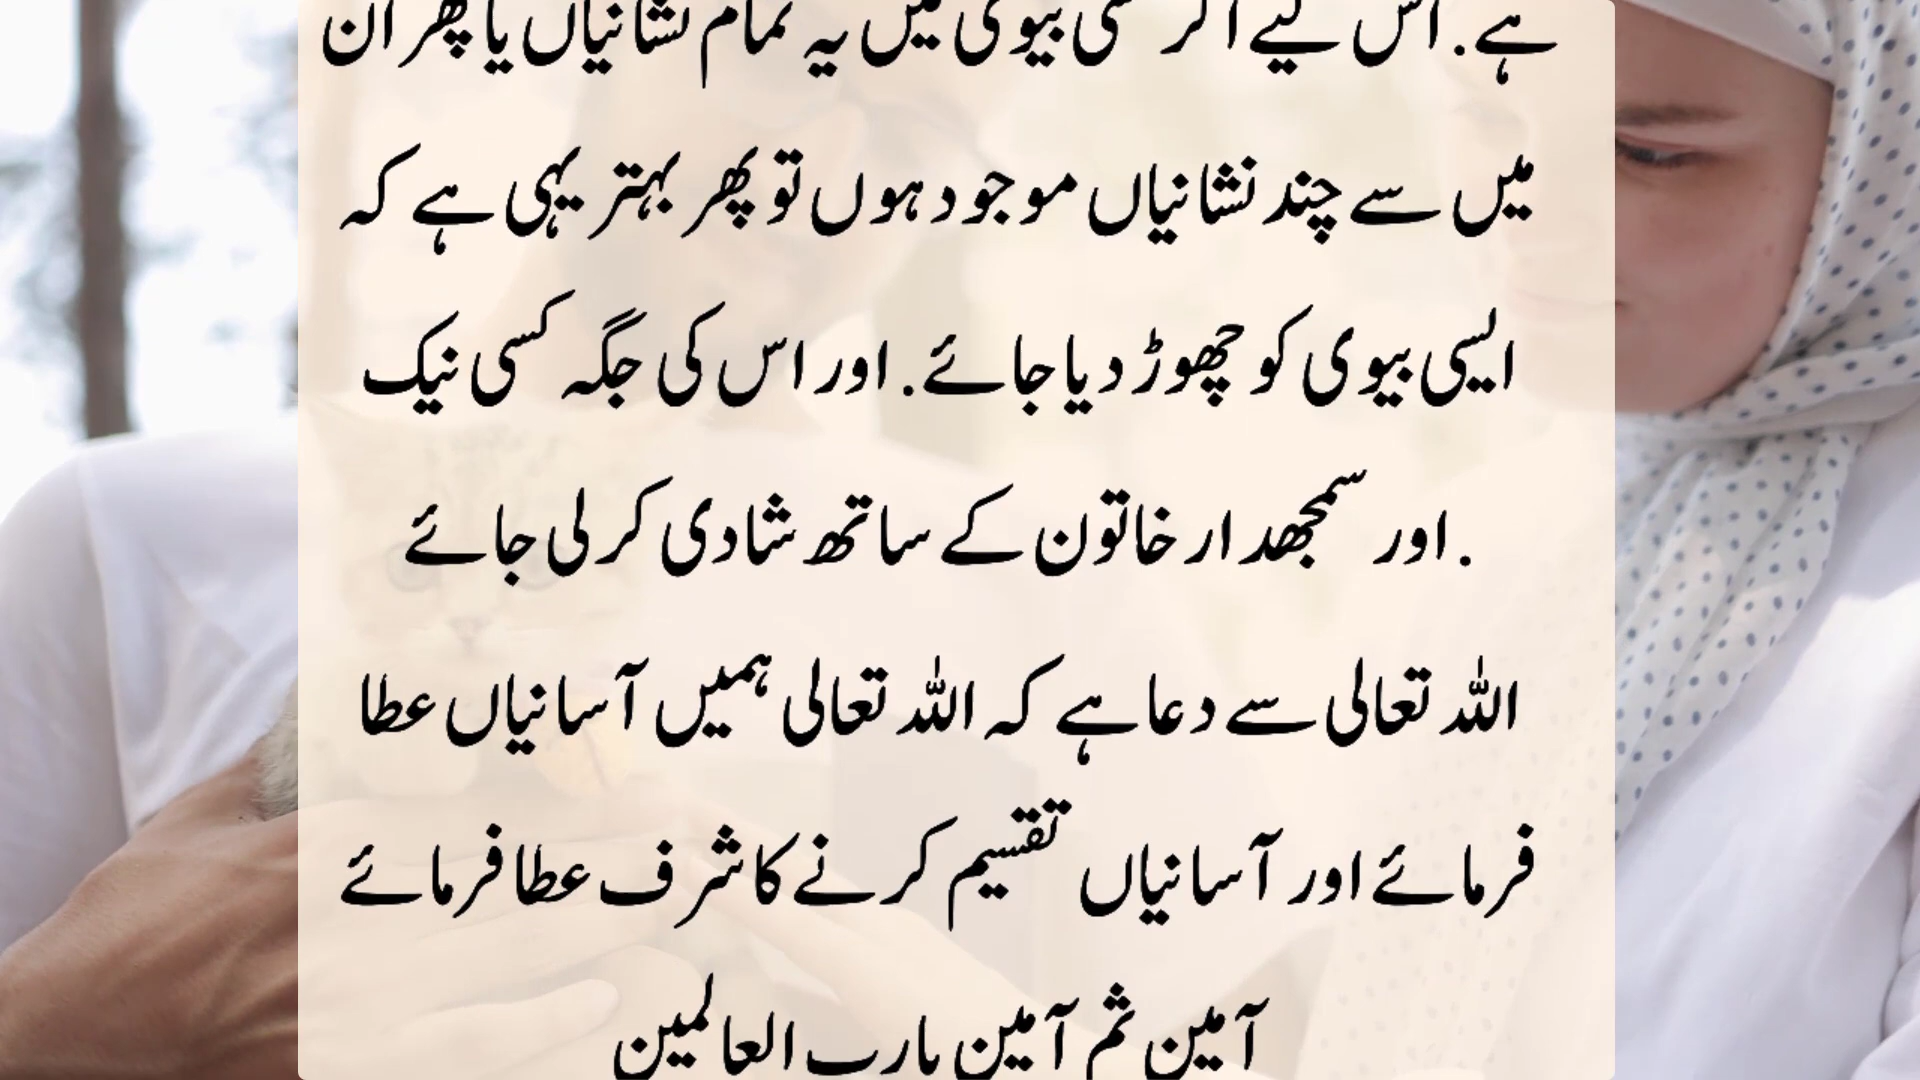 ہے. اس لیے اگر کسی بیوی میں یہ تمام نشانیاں یا پھر ان
میں سے چند نشانیاں موجود ہوں تو پھر بہتر یہی ہے کہ
ایسی بیوی کو چھوڑ دیا جائے. اور اس کی جگہ کسی نیک
. اور سمجھدار خاتون کے ساتھ شادی کر لی جائے
اللہ تعالی سے دعا ہے کہ اللہ تعالی ہمیں آسانیاں عطا
فرمائے اور آسانیاں تقسیم کرنے کا شرف عطا فرمائے
آمین ثم آمین یا رب العالمین